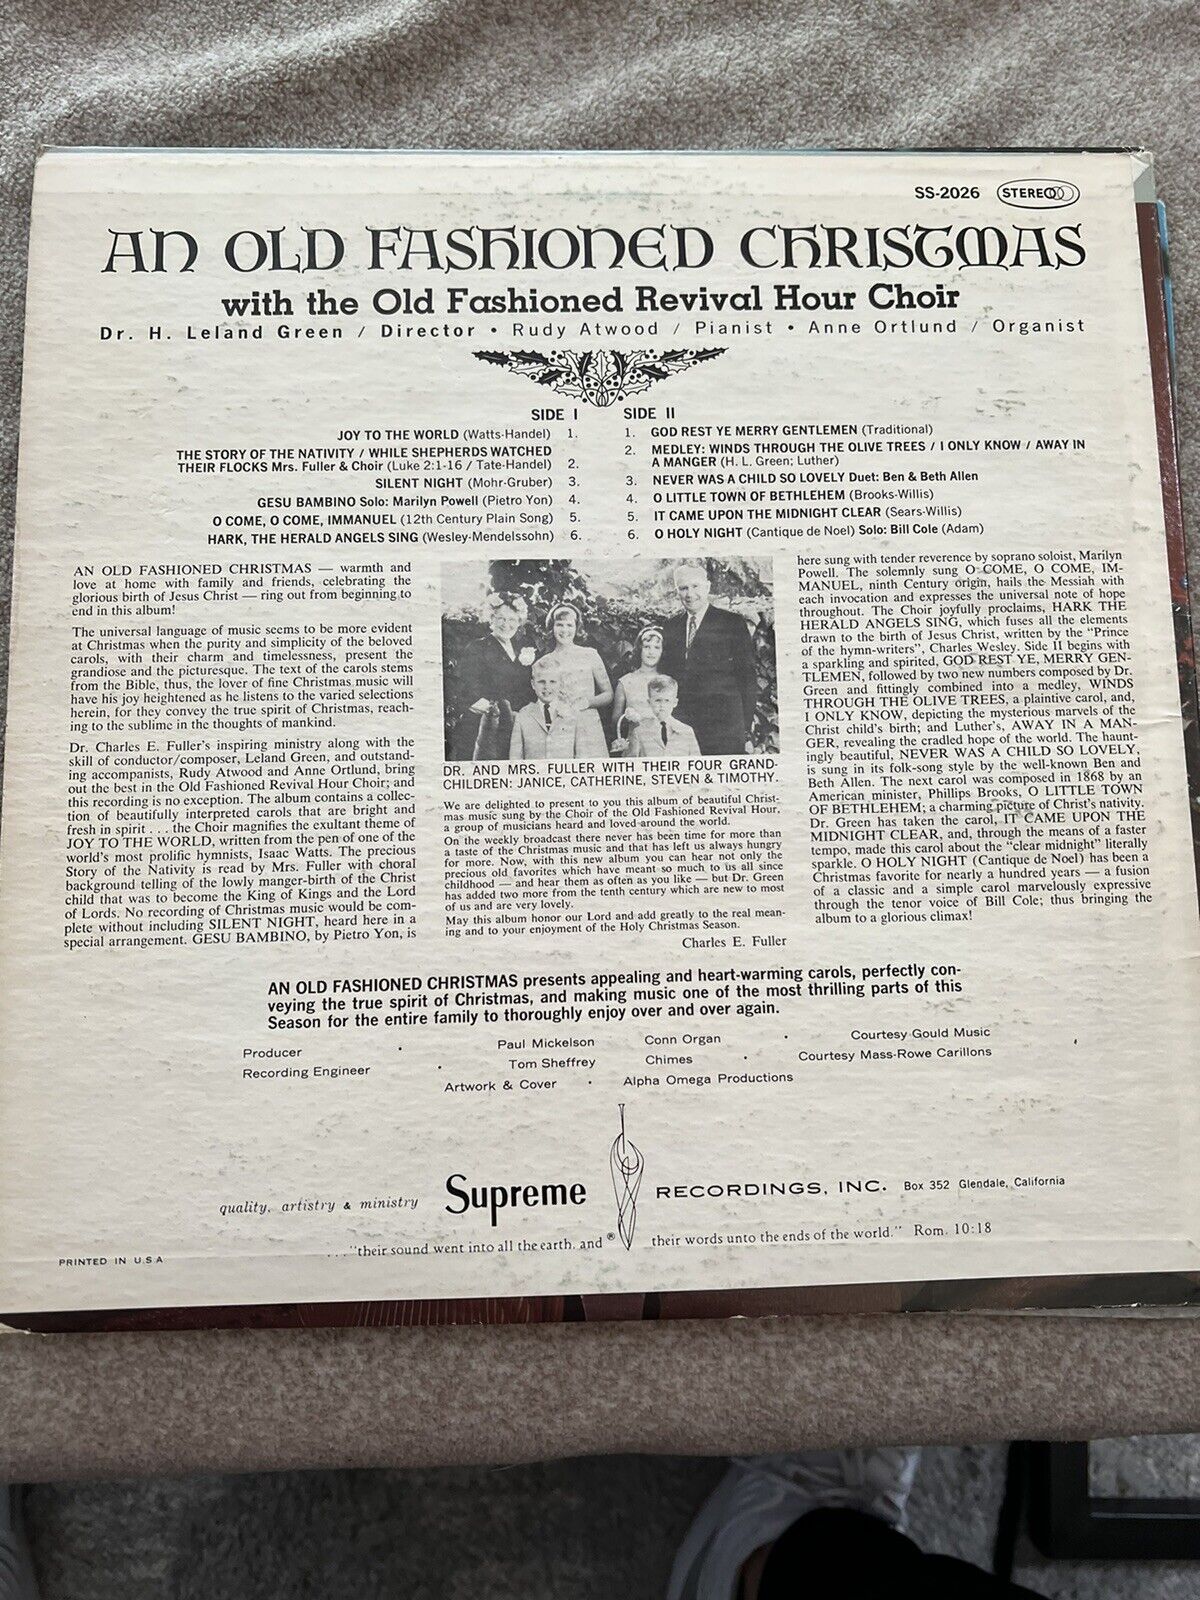 SS-2026 STEREO
AN OLD FASHIONED CHRISTMAS
with the Old Fashioned Revival Hour Choir
Dr. H. Leland Green / Director • Rudy Atwood / Pianist • Anne Ortlund / Organist
SIDE I
JOY TO THE WORLD (Watts-Handel) 1.
THE STORY OF THE NATIVITY / WHILE SHEPHERDS WATCHED
THEIR FLOCKS Mrs. Fuller & Choir (Luke 2:1-16 / Tate-Handel) 2.
SILENT NIGHT (Mohr-Gruber) 3.
GESU BAMBINO Solo: Marilyn Powell (Pietro Yon) 4.
O COME, O COME, IMMANUEL (12th Century Plain Song) 5.
HARK, THE HERALD ANGELS SING (Wesley-Mendelssohn) 6.
SIDE II
1. GOD REST YE MERRY GENTLEMEN (Traditional)
2. MEDLEY: WINDS THROUGH THE OLIVE TREES / I ONLY KNOW / AWAY IN
A MANGER (H. L. Green; Luther)
3. NEVER WAS A CHILD SO LOVELY Duet: Ben & Beth Allen
4. O LITTLE TOWN OF BETHLEHEM (Brooks-Willis)
5. IT CAME UPON THE MIDNIGHT CLEAR (Sears-Willis)
6. O HOLY NIGHT (Cantique de Noel) Solo: Bill Cole (Adam)
AN OLD FASHIONED CHRISTMAS — warmth and
love at home with family and friends, celebrating the
glorious birth of Jesus Christ — ring out from beginning to
end in this album!
The universal language of music seems to be more evident
at Christmas when the purity and simplicity of the beloved
carols, with their charm and timelessness, present the
grandiose and the picturesque. The text of the carols stems
from the Bible, thus, the lover of fine Christmas music will
have his joy heightened as he listens to the varied selections
herein, for they convey the true spirit of Christmas, reach-
ing to the sublime in the thoughts of mankind.
Dr. Charles E. Fuller's inspiring ministry along with the
skill of conductor/composer, Leland Green, and outstand-
ing accompanists, Rudy Atwood and Anne Ortlund, bring
out the best in the Old Fashioned Revival Hour Choir; and
this recording is no exception. The album contains a collec-
tion of beautifully interpreted carols that are bright and
fresh in spirit . . . the Choir magnifies the exultant theme of
JOY TO THE WORLD, written from the pen of one of the
world's most prolific hymnists, Isaac Watts. The precious
Story of the Nativity is read by Mrs. Fuller with choral
background telling of the lowly manger-birth of the Christ
child that was to become the King of Kings and the Lord
of Lords. No recording of Christmas music would be com-
plete without including SILENT NIGHT, heard here in a
special arrangement. GESU BAMBINO, by Pietro Yon, is
DR. AND MRS. FULLER WITH THEIR FOUR GRAND-
CHILDREN: JANICE, CATHERINE, STEVEN & TIMOTHY.
We are delighted to present to you this album of beautiful Christ-
mas music sung by the Choir of the Old Fashioned Revival Hour,
a group of musicians heard and loved around the world.
On the weekly broadcast there never has been time for more than
a taste of the Christmas music and that has left us always hungry
for more. Now, with this new album you can hear not only the
precious old favorites which have meant so much to us all since
childhood — and hear them as often as you like — but Dr. Green
has added two more from the tenth century which are new to most
of us and are very lovely.
May this album honor our Lord and add greatly to the real mean-
ing and to your enjoyment of the Holy Christmas Season.
Charles E. Fuller
here sung with tender reverence by soprano soloist, Marilyn
Powell. The solemnly sung O COME, O COME, IM-
MANUEL, ninth Century origin, hails the Messiah with
each invocation and expresses the universal note of hope
throughout. The Choir joyfully proclaims, HARK THE
HERALD ANGELS SING, which fuses all the elements
drawn to the birth of Jesus Christ, written by the "Prince
of the hymn-writers", Charles Wesley. Side II begins with
a sparkling and spirited, GOD REST YE, MERRY GEN-
TLEMEN, followed by two new numbers composed by Dr.
Green and fittingly combined into a medley, WINDS
THROUGH THE OLIVE TREES, a plaintive carol, and,
I ONLY KNOW, depicting the mysterious marvels of the
Christ child's birth; and Luther's, AWAY IN A MAN-
GER, revealing the cradled hope of the world. The haunt-
ingly beautiful, NEVER WAS A CHILD SO LOVELY,
is sung in its folk-song style by the well-known Ben and
Beth Allen. The next carol was composed in 1868 by an
American minister, Phillips Brooks, O LITTLE TOWN
OF BETHLEHEM; a charming picture of Christ's nativity.
Dr. Green has taken the carol, IT CAME UPON THE
MIDNIGHT CLEAR, and, through the means of a faster
tempo, made this carol about the "clear midnight" literally
sparkle. O HOLY NIGHT (Cantique de Noel) has been a
Christmas favorite for nearly a hundred years — a fusion
of a classic and a simple carol marvelously expressive
through the tenor voice of Bill Cole; thus bringing the
album to a glorious climax!
AN OLD FASHIONED CHRISTMAS presents appealing and heart-warming carols, perfectly con-
veying the true spirit of Christmas, and making music one of the most thrilling parts of this
Season for the entire family to thoroughly enjoy over and over again.
Producer • Paul Mickelson
Recording Engineer • Tom Sheffrey
Conn Organ • Courtesy Gould Music
Chimes • Courtesy Mass-Rowe Carillons
Artwork & Cover • Alpha Omega Productions
quality, artistry & ministry Supreme RECORDINGS, INC. Box 352 Glendale, California
..."their sound went into all the earth, and ® their words unto the ends of the world." Rom. 10:18
PRINTED IN U.S.A